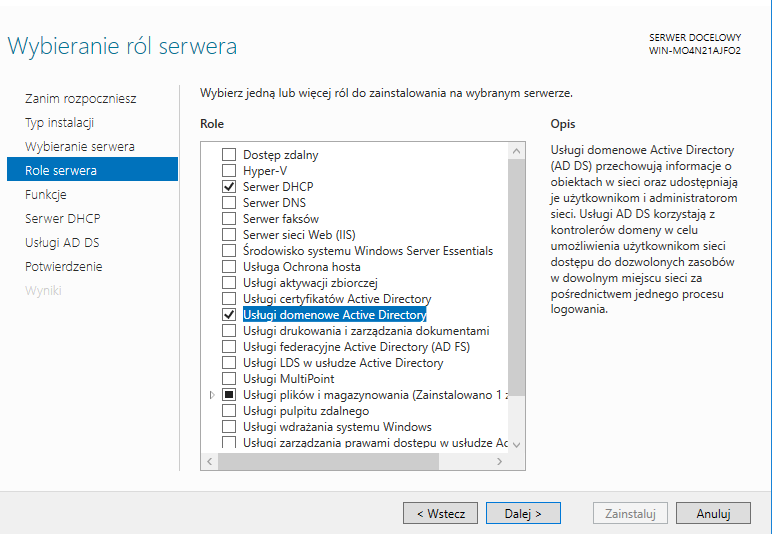 Wybieranie ról serwera
SERWER DOCELOWY
WIN-MO4N21AJFO2
Zanim rozpoczniesz
Typ instalacji
Wybieranie serwera
Role serwera
Funkcje
Serwer DHCP
Usługi AD DS
Potwierdzenie
Wyniki
Wybierz jedną lub więcej ról do zainstalowania na wybranym serwerze.
Role
Dostęp zdalny
Hyper-V
Serwer DHCP
Serwer DNS
Serwer faksów
Serwer sieci Web (IIS)
Środowisko systemu Windows Server Essentials
Usługa Ochrona hosta
Usługi aktywacji zbiorczej
Usługi certyfikatów Active Directory
Usługi domenowe Active Directory
Usługi drukowania i zarządzania dokumentami
Usługi federacyjne Active Directory (AD FS)
Usługi LDS w usłudze Active Directory
Usługi MultiPoint
Usługi plików i magazynowania (Zainstalowano 1 z
Usługi pulpitu zdalnego
Usługi wdrażania systemu Windows
Usługi zarządzania prawami dostępu w usłudze Ac
Opis
Usługi domenowe Active Directory
(AD DS) przechowują informacje o
obiektach w sieci oraz udostępniają
je użytkownikom i administratorom
sieci. Usługi AD DS korzystają z
kontrolerów domeny w celu
umożliwienia użytkownikom sieci
dostępu do dozwolonych zasobów
w dowolnym miejscu sieci za
pośrednictwem jednego procesu
logowania.
< Wstecz
Dalej >
Zainstaluj
Anuluj